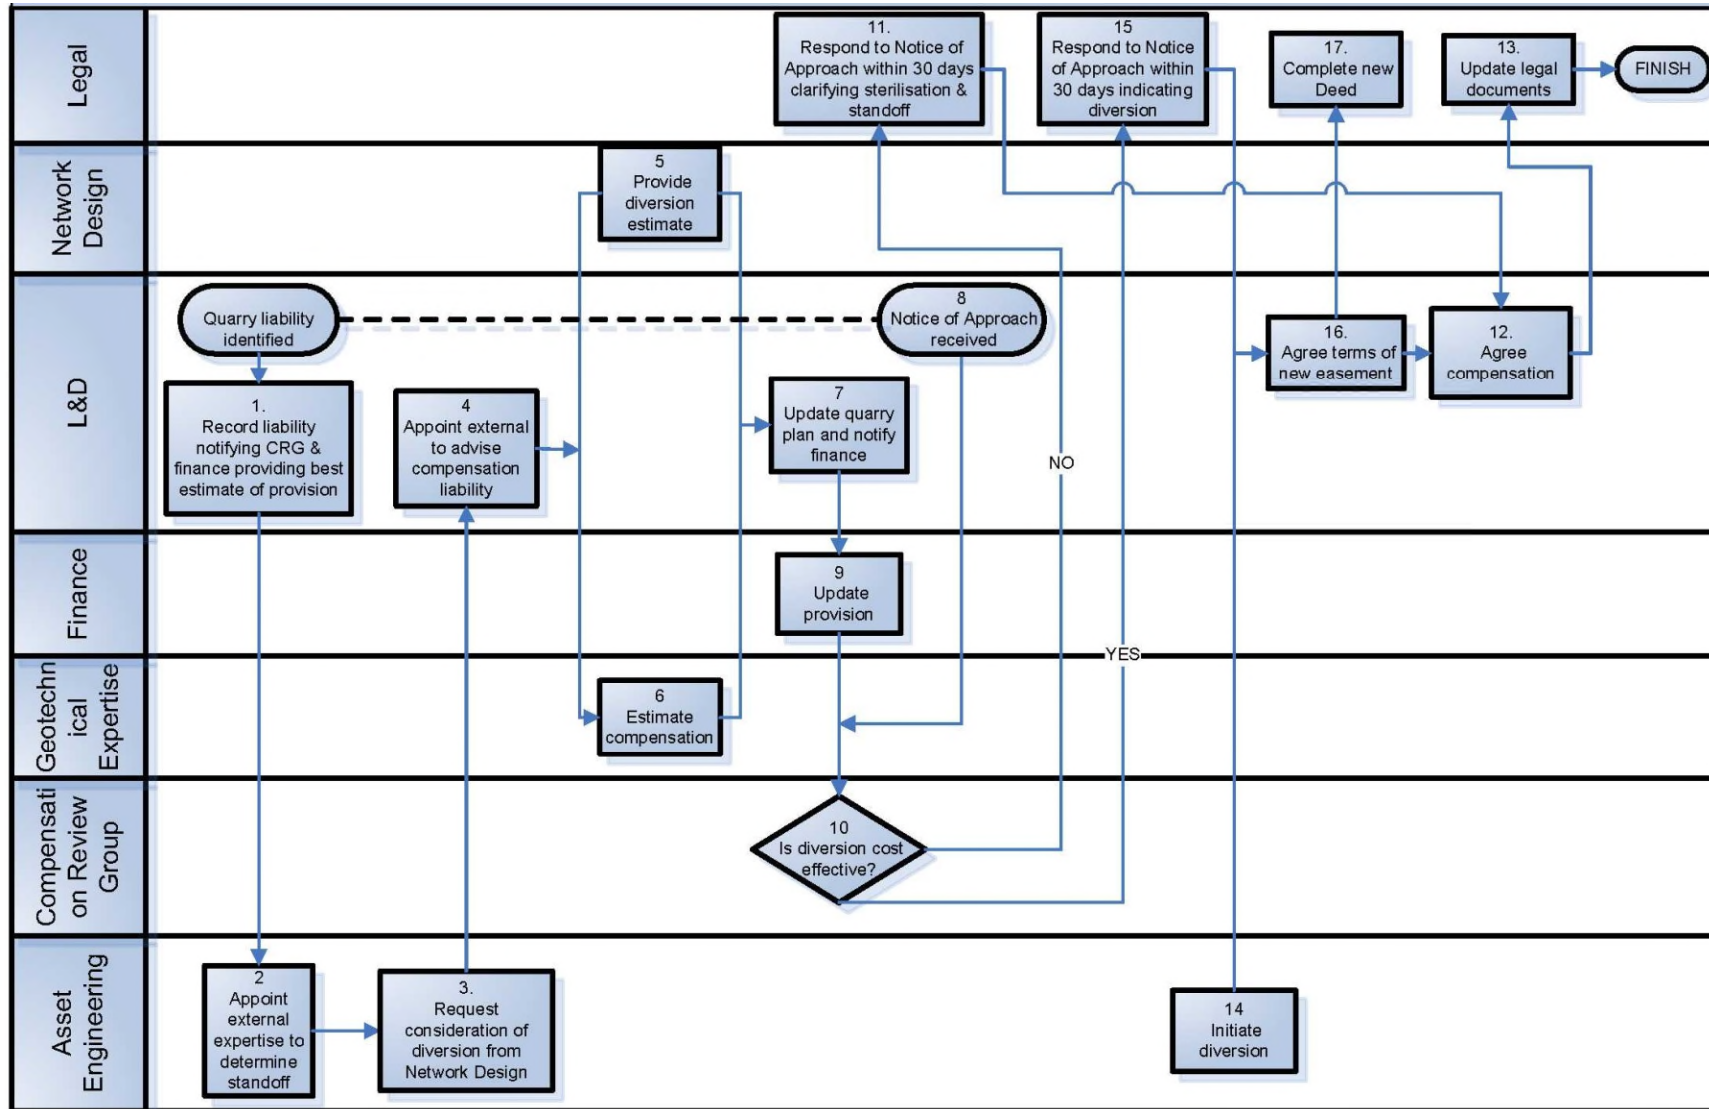 Legal
11.
Respond to Notice of
Approach within 30 days
clarifying sterilisation &
standoff
15
Respond to Notice
of Approach within
30 days indicating
diversion
17.
Complete new
Deed
13.
Update legal
documents
FINISH
Network
Design
5
Provide
diversion
estimate
L&D
Quarry liability
identified
8
Notice of Approach
received
1.
Record liability
notifying CRG &
finance providing best
estimate of provision
4
Appoint external
to advise
compensation
liability
7
Update quarry
plan and notify
finance
16.
Agree terms of
new easement
12.
Agree
compensation
NO
Finance
9
Update
provision
YES
Geotechn
ical
Expertise
6
Estimate
compensation
Compensati
on Review
Group
10
Is diversion cost
effective?
Asset
Engineering
2
Appoint
external
expertise to
determine
standoff
3.
Request
consideration of
diversion from
Network Design
14
Initiate
diversion